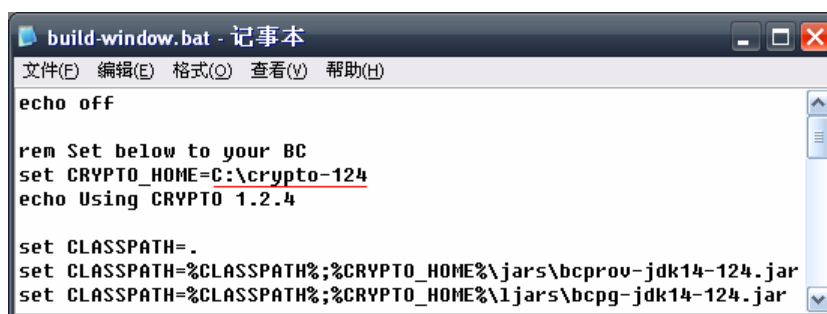 build-window.bat - 记事本
文件(F) 编辑(E) 格式(O) 查看(V) 帮助(H)
echo off
rem Set below to your BC
set CRYPTO_HOME=C:\crypto-124
echo Using CRYPTO 1.2.4
set CLASSPATH=.
set CLASSPATH=%CLASSPATH%;%CRYPTO_HOME%\jars\bcprov-jdk14-124.jar
set CLASSPATH=%CLASSPATH%;%CRYPTO_HOME%\ljars\bcpg-jdk14-124.jar